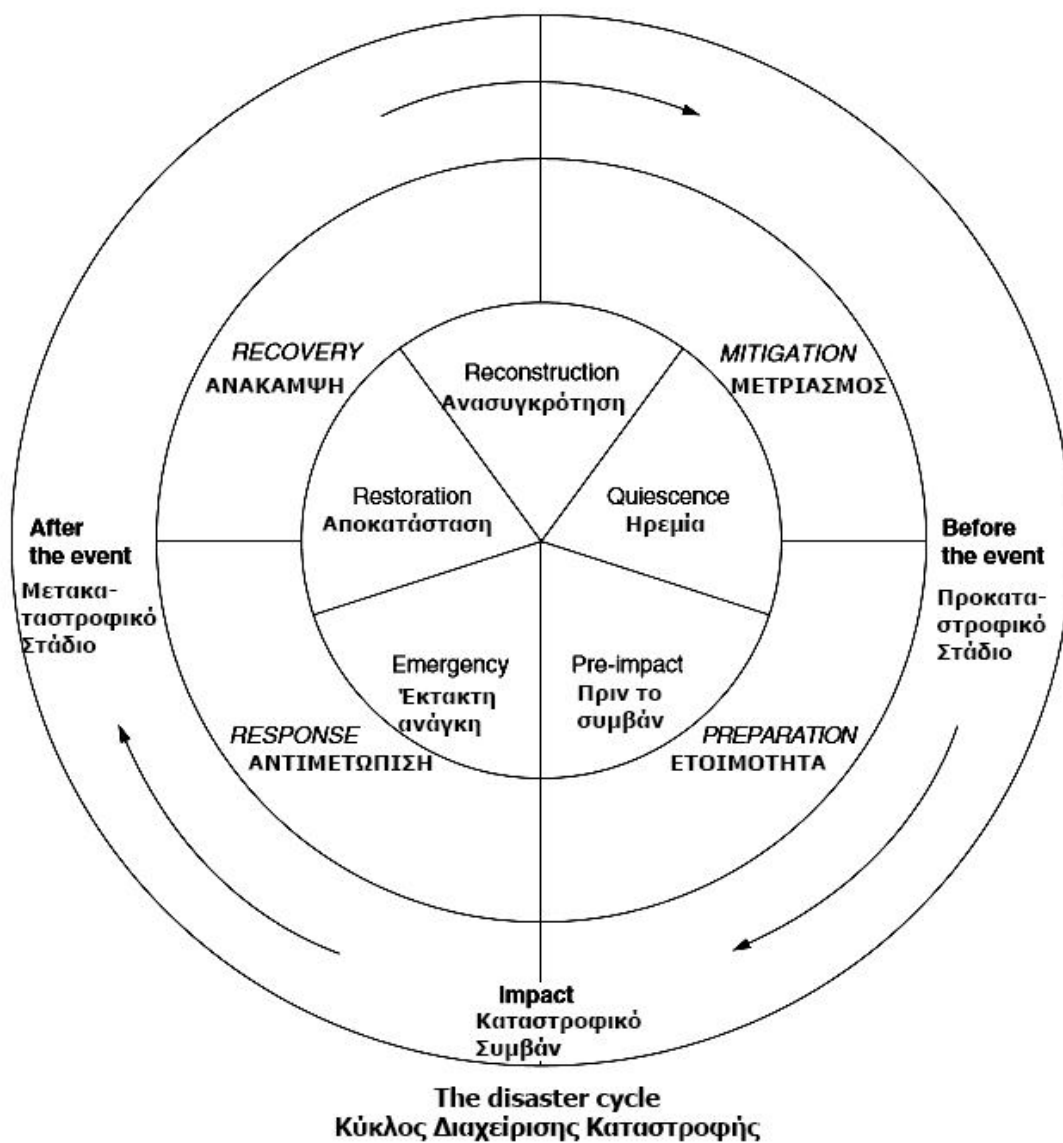 RECOVERY
ΑΝΑΚΑΜΨΗ
MITIGATION
ΜΕΤΡΙΑΣΜΟΣ
Reconstruction
Ανασυγκρότηση
Restoration
Αποκατάσταση
Quiescence
Ηρεμία
After
the event
Μετακα-
ταστροφικό
Στάδιο
Before
the event
Προκατα-
στροφικό
Στάδιο
Emergency
Έκτακτη
ανάγκη
Pre-impact
Πριν το
συμβάν
RESPONSE
ΑΝΤΙΜΕΤΩΠΙΣΗ
PREPARATION
ΕΤΟΙΜΟΤΗΤΑ
Impact
Καταστροφικό
Συμβάν
The disaster cycle
Κύκλος Διαχείρισης Καταστροφής